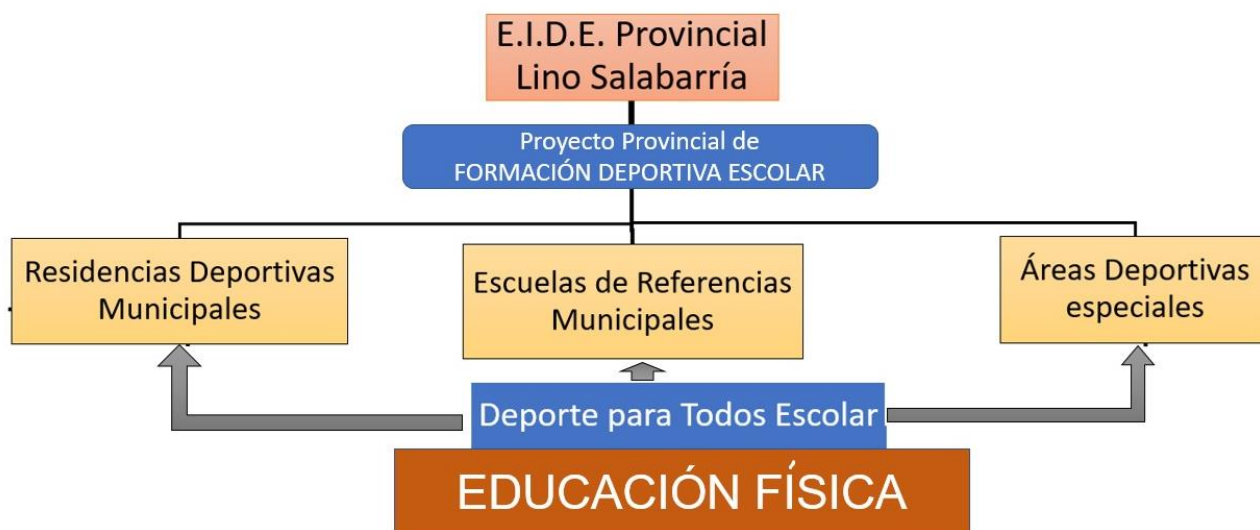 E.I.D.E. Provincial
Lino Salabarría
Proyecto Provincial de
FORMACIÓN DEPORTIVA ESCOLAR
Residencias Deportivas
Municipales
Escuelas de Referencias
Municipales
Áreas Deportivas
especiales
Deporte para Todos Escolar
EDUCACIÓN FÍSICA